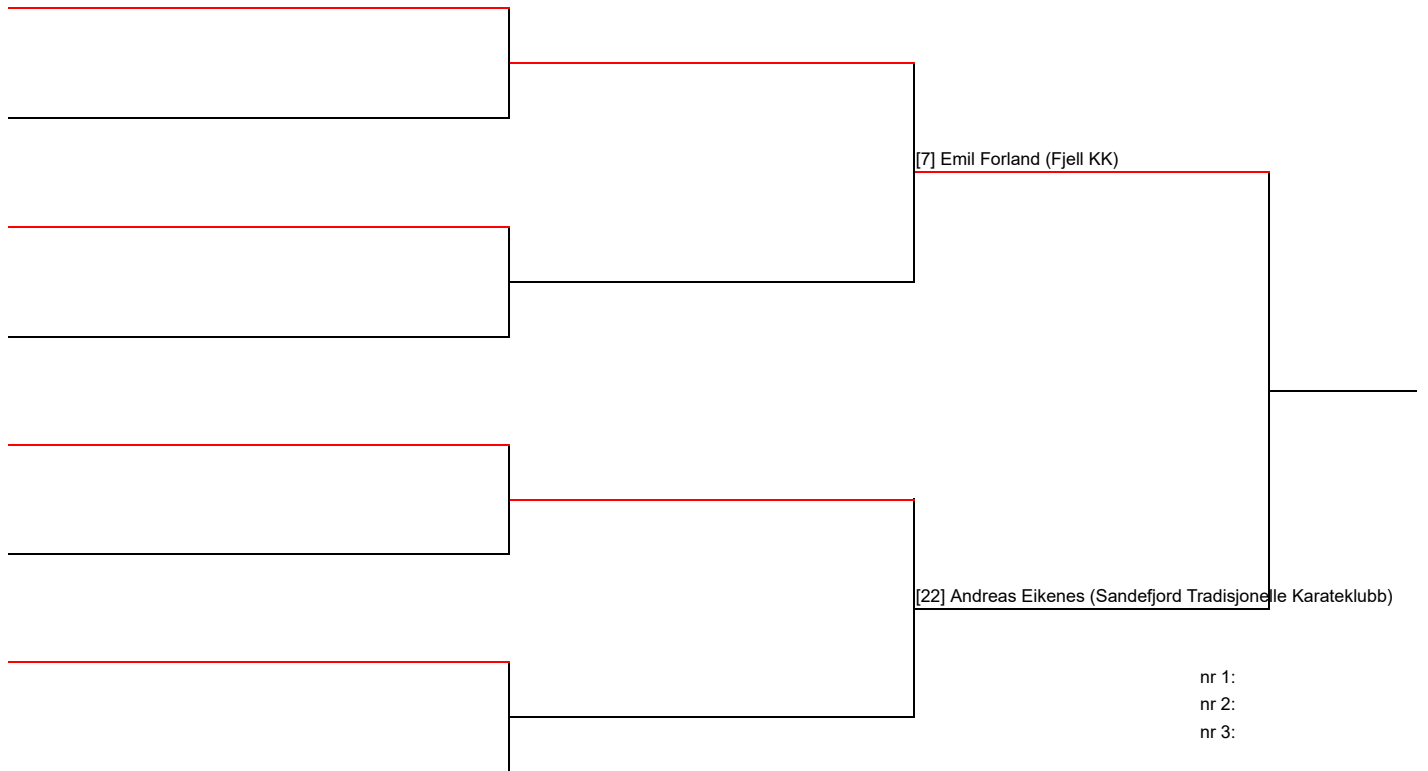 [7] Emil Forland (Fjell KK)
[22] Andreas Eikenes (Sandefjord Tradisjonelle Karateklubb)
nr 1:
nr 2:
nr 3: